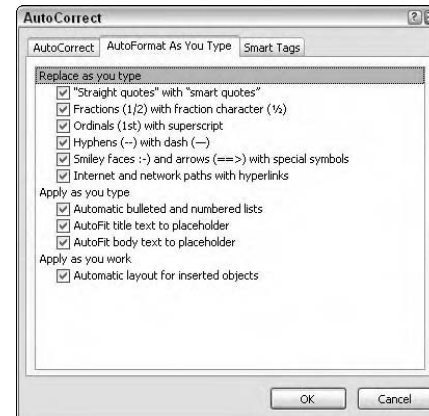 AutoCorrect
AutoCorrect AutoFormat As You Type Smart Tags
Replace as you type
"Straight quotes" with “smart quotes”
Fractions (1/2) with fraction character (½)
Ordinals (1st) with superscript
Hyphens (--) with dash (—)
Smiley faces :-) and arrows (==>) with special symbols
Internet and network paths with hyperlinks
Apply as you type
Automatic bulleted and numbered lists
AutoFit title text to placeholder
AutoFit body text to placeholder
Apply as you work
Automatic layout for inserted objects
OK Cancel